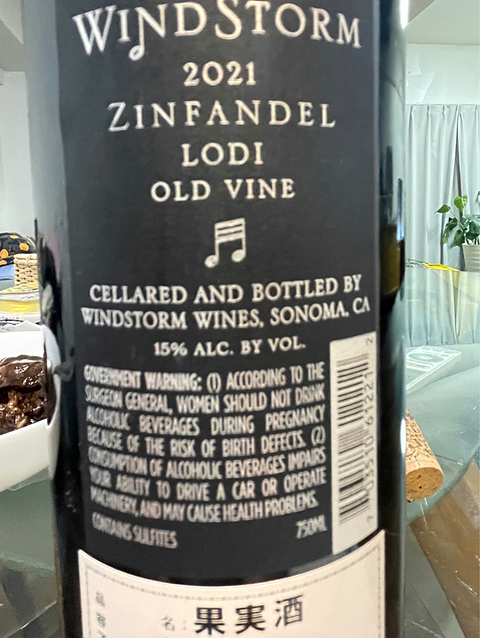 WINDSTORM
2021
ZINFANDEL
LODI
OLD VINE
CELLARED AND BOTTLED BY
WINDSTORM WINES, SONOMA, CA
15% ALC. BY VOL.
GOVERNMENT WARNING: (1) ACCORDING TO THE
SURGEON GENERAL, WOMEN SHOULD NOT DRINK
ALCOHOLIC BEVERAGES DURING PREGNANCY
BECAUSE OF THE RISK OF BIRTH DEFECTS. (2)
CONSUMPTION OF ALCOHOLIC BEVERAGES IMPAIRS
YOUR ABILITY TO DRIVE A CAR OR OPERATE
MACHINERY, AND MAY CAUSE HEALTH PROBLEMS.
CONTAINS SULFITES 750ML
名: 果実酒